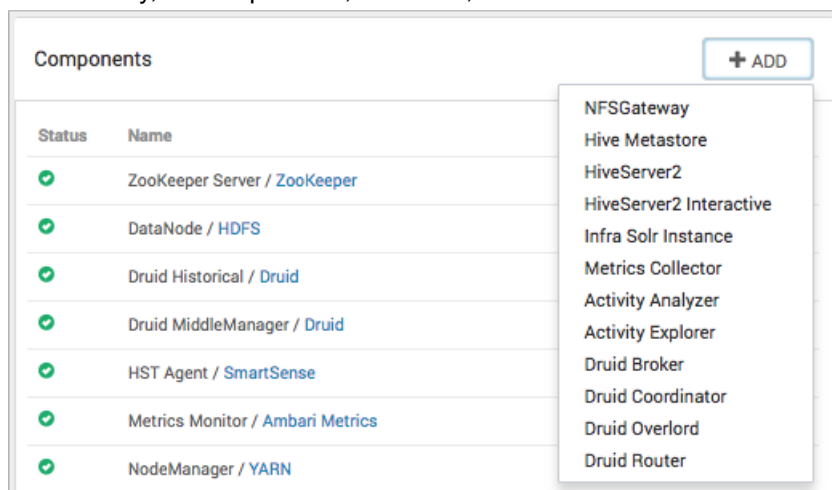 Components
+ ADD
Status Name
ZooKeeper Server / ZooKeeper
DataNode / HDFS
Druid Historical / Druid
Druid MiddleManager / Druid
HST Agent / SmartSense
Metrics Monitor / Ambari Metrics
NodeManager / YARN
NFSGateway
Hive Metastore
HiveServer2
HiveServer2 Interactive
Infra Solr Instance
Metrics Collector
Activity Analyzer
Activity Explorer
Druid Broker
Druid Coordinator
Druid Overlord
Druid Router